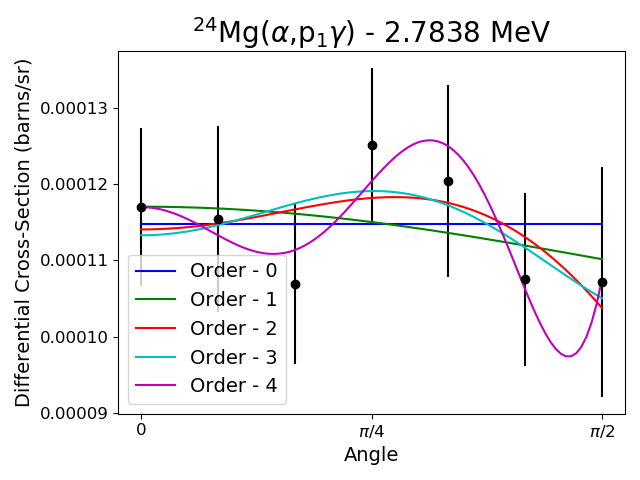 ²⁴Mg(α,p₁γ) - 2.7838 MeV
Differential Cross-Section (barns/sr)
0.00013
0.00012
0.00011
0.00010
0.00009
Order - 0
Order - 1
Order - 2
Order - 3
Order - 4
0 π/4 π/2
Angle